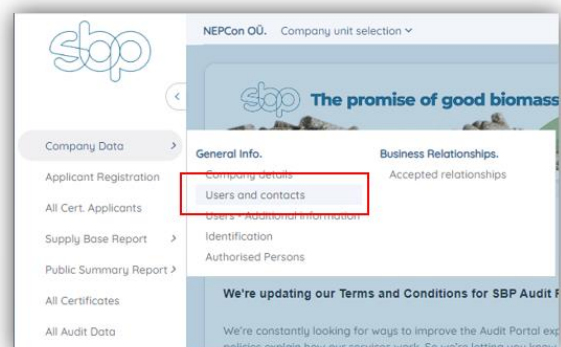 sbp
NEPCon OÜ. Company unit selection
sbp The promise of good biomass
Company Data
Applicant Registration
All Cert. Applicants
Supply Base Report
Public Summary Report
All Certificates
All Audit Data
General Info.
Company details
Users and contacts
Users - Additional information
Identification
Authorised Persons
Business Relationships.
Accepted relationships
We're updating our Terms and Conditions for SBP Audit
We're constantly looking for ways to improve the Audit Portal
policies explain how our services work. So we're letting you know